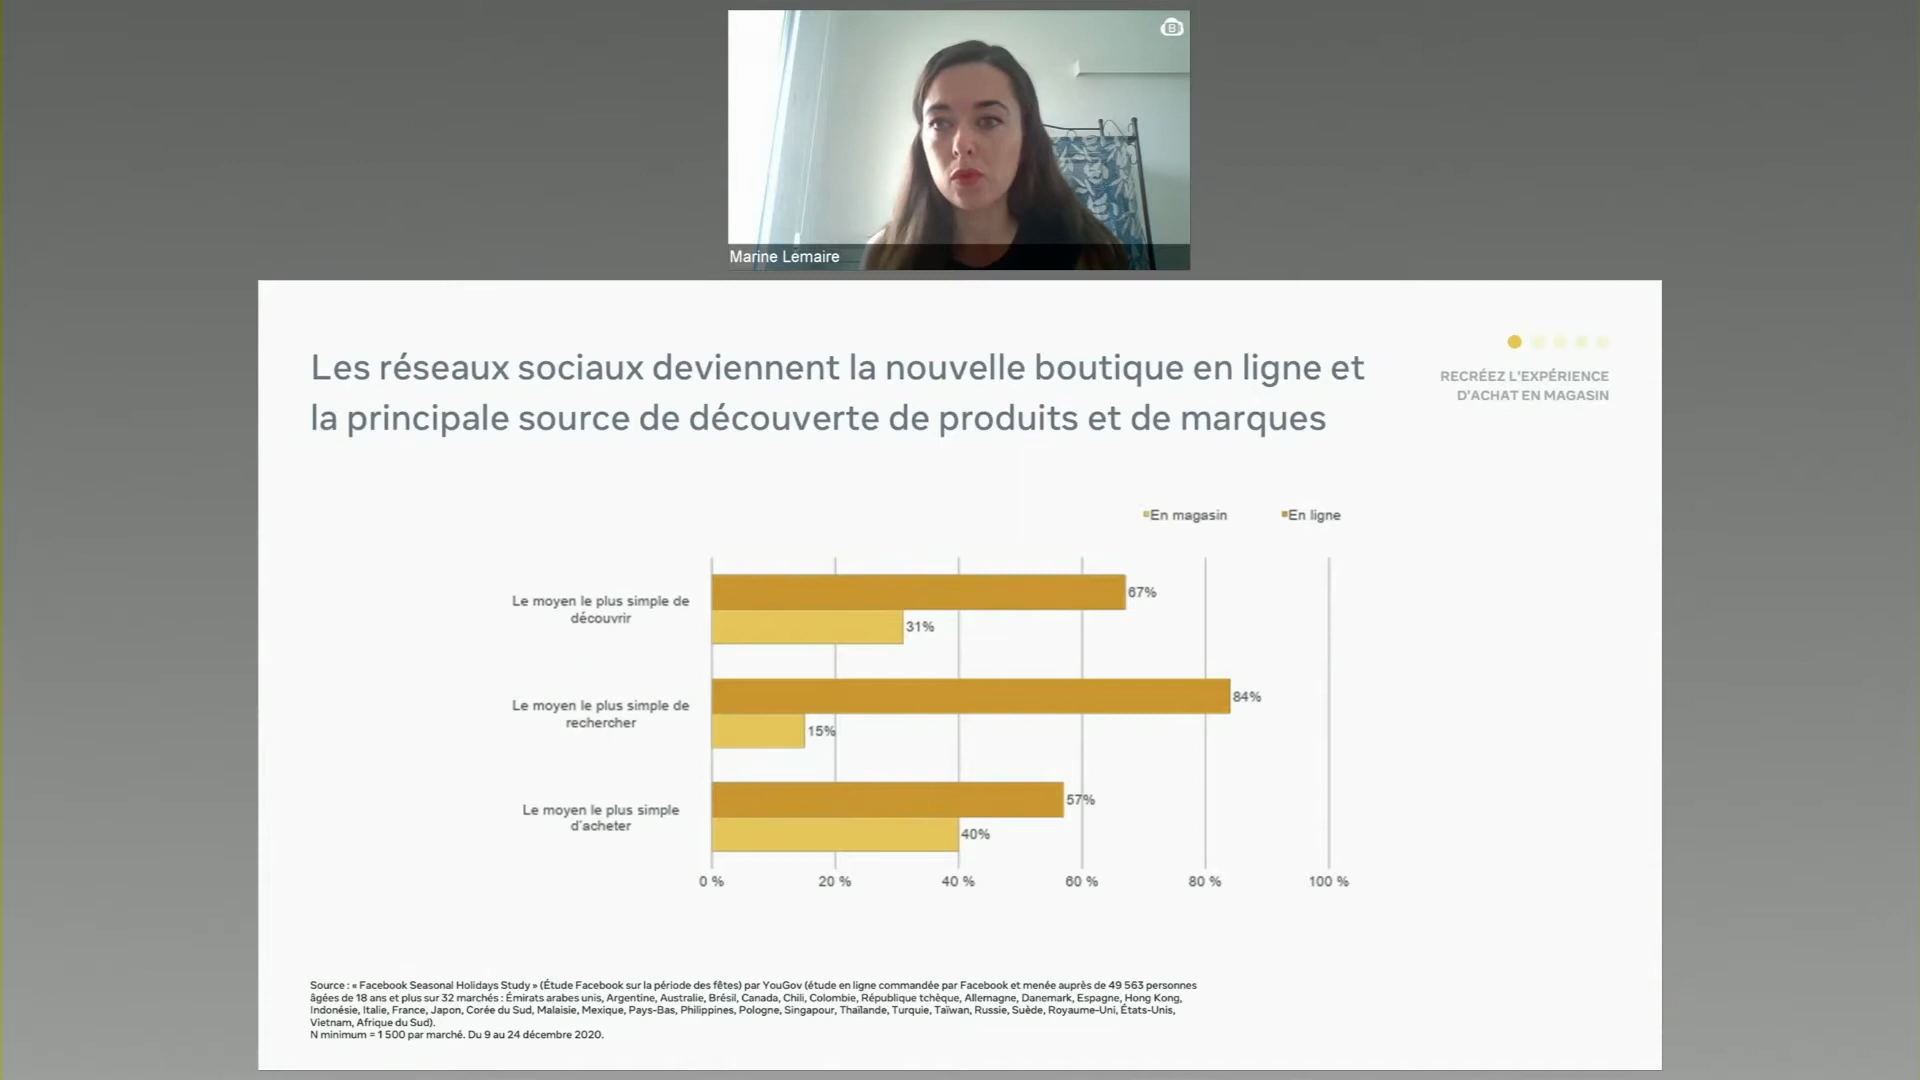 B
Marine Lemaire
Les réseaux sociaux deviennent la nouvelle boutique en ligne et
la principale source de découverte de produits et de marques
RECRÉEZ L'EXPÉRIENCE
D'ACHAT EN MAGASIN
En magasin En ligne
Le moyen le plus simple de
découvrir
67%
31%
Le moyen le plus simple de
rechercher
84%
15%
Le moyen le plus simple
d'acheter
57%
40%
0 % 20 % 40 % 60 % 80 % 100 %
Source : « Facebook Seasonal Holidays Study » (Étude Facebook sur la période des fêtes) par YouGov (étude en ligne commandée par Facebook et menée auprès de 49 563 personnes
âgées de 18 ans et plus sur 32 marchés : Émirats arabes unis, Argentine, Australie, Brésil, Canada, Chili, Colombie, République tchèque, Allemagne, Danemark, Espagne, Hong Kong,
Indonésie, Italie, France, Japon, Corée du Sud, Malaisie, Mexique, Pays-Bas, Philippines, Pologne, Singapour, Thaïlande, Turquie, Taïwan, Russie, Suède, Royaume-Uni, États-Unis,
Vietnam, Afrique du Sud).
N minimum = 1 500 par marché. Du 9 au 24 décembre 2020.